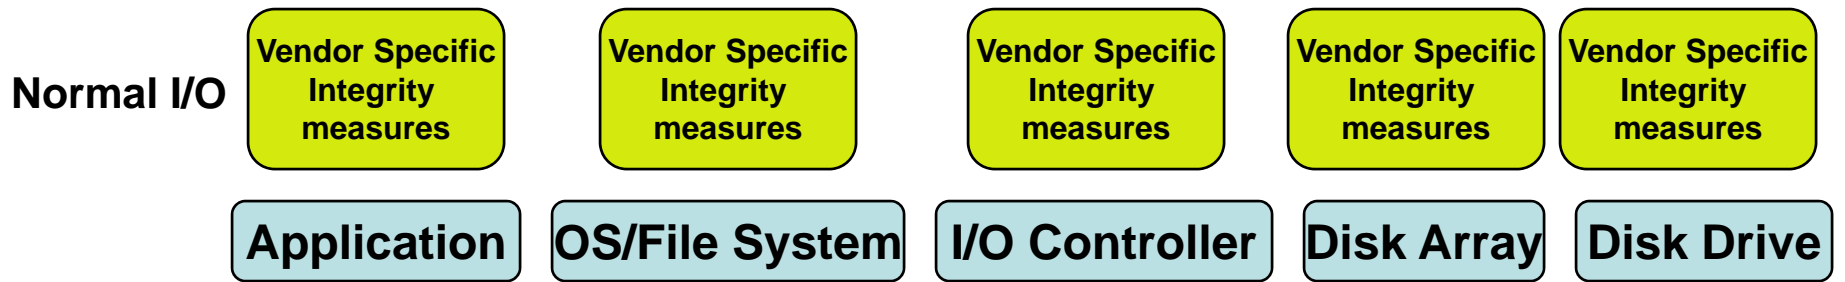 Normal I/O
Vendor Specific
Integrity
measures
Vendor Specific
Integrity
measures
Vendor Specific
Integrity
measures
Vendor Specific
Integrity
measures
Vendor Specific
Integrity
measures
Application
OS/File System
I/O Controller
Disk Array
Disk Drive